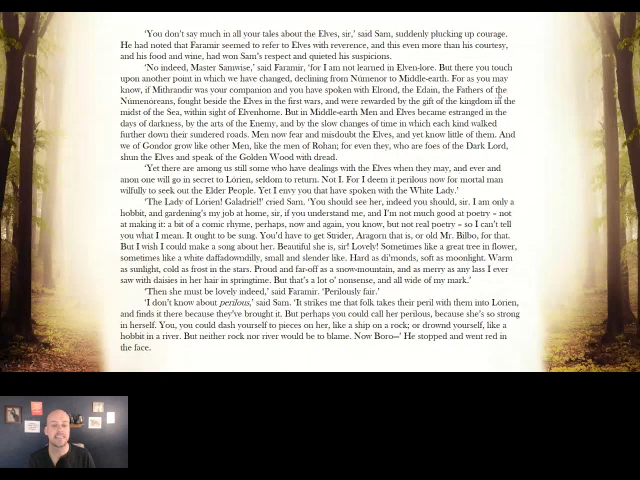 ‘You don't say much in all your tales about the Elves, sir,' said Sam, suddenly plucking up courage.
He had noted that Faramir seemed to refer to Elves with reverence, and this even more than his courtesy,
and his food and wine, had won Sam's respect and quieted his suspicions.
‘No indeed, Master Samwise,' said Faramir, ‘for I am not learned in Elven-lore. But there you touch
upon another point in which we have changed, declining from Númenor to Middle-earth. For as you may
know, if Mithrandir was your companion and you have spoken with Elrond, the Edain, the Fathers of the
Númenóreans, fought beside the Elves in the first wars, and were rewarded by the gift of the kingdom in the
midst of the Sea, within sight of Elvenhome. But in Middle-earth Men and Elves became estranged in the
days of darkness, by the arts of the Enemy, and by the slow changes of time in which each kind walked
further down their sundered roads. Men now fear and misdoubt the Elves, and yet know little of them. And
we of Gondor grow like other Men, like the men of Rohan; for even they, who are foes of the Dark Lord,
shun the Elves and speak of the Golden Wood with dread.
‘Yet there are among us still some who have dealings with the Elves when they may, and ever and
anon one will go in secret to Lórien, seldom to return. Not I. For I deem it perilous now for mortal man
wilfully to seek out the Elder People. Yet I envy you that have spoken with the White Lady.'
‘The Lady of Lórien! Galadriel!' cried Sam. ‘You should see her, indeed you should, sir. I am only a
hobbit, and gardening's my job at home, sir, if you understand me, and I'm not much good at poetry – not
at making it: a bit of a comic rhyme, perhaps, now and again, you know, but not real poetry – so I can't tell
you what I mean. It ought to be sung. You'd have to get Strider, Aragorn that is, or old Mr. Bilbo, for that.
But I wish I could make a song about her. Beautiful she is, sir! Lovely! Sometimes like a great tree in flower,
sometimes like a white daffadowndilly, small and slender like. Hard as di'monds, soft as moonlight. Warm
as sunlight, cold as frost in the stars. Proud and far-off as a snow-mountain, and as merry as any lass I ever
saw with daisies in her hair in springtime. But that's a lot o' nonsense, and all wide of my mark.'
‘Then she must be lovely indeed,' said Faramir. ‘Perilously fair.'
‘I don't know about perilous,' said Sam. ‘It strikes me that folk takes their peril with them into Lórien,
and finds it there because they've brought it. But perhaps you could call her perilous, because she's so strong
in herself. You, you could dash yourself to pieces on her, like a ship on a rock; or drownd yourself, like a
hobbit in a river. But neither rock nor river would be to blame. Now Boro—' He stopped and went red in
the face.